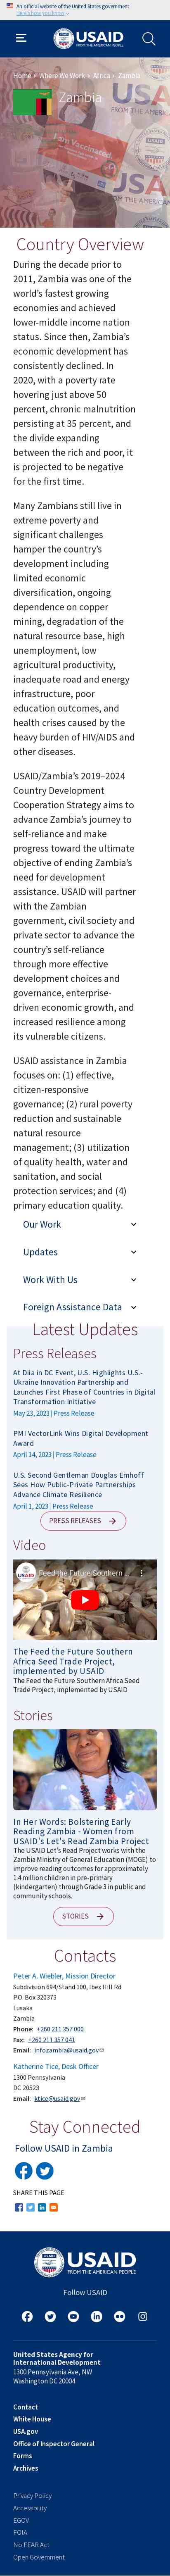 An official website of the United States government
Here's how you know
USAID
FROM THE AMERICAN PEOPLE
Home » Where We Work » Africa » Zambia
Zambia
I am Vaccinated
Country Overview
During the decade prior to
2011, Zambia was one of the
world's fastest growing
economies and achieved
lower-middle income nation
status. Since then, Zambia's
economic development has
consistently declined. In
2020, with a poverty rate
hovering just above 50
percent, chronic malnutrition
persisting at 35 percent, and
the divide expanding
between the rich and poor, it
is projected to be negative
for the first time.
Many Zambians still live in
extreme poverty and
significant challenges
confront the country's
development including
economic
diversification, ongoing
dependence on copper
mining, degradation of the
natural resource base, high
unemployment, low
agricultural productivity,
inadequate road and energy
infrastructure, poor
education outcomes, and
health crises caused by the
heavy burden of HIV/AIDS and
other diseases.
USAID/Zambia's 2019–2024
Country Development
Cooperation Strategy aims to
advance Zambia's journey to
self-reliance and make
progress toward the ultimate
objective of ending Zambia's
need for development
assistance. USAID will partner
with the Zambian
government, civil society and
private sector to advance the
country's self-reliance
through more effective
development choices and
governance, enterprise-
driven economic growth, and
increased resilience among
its vulnerable citizens.
USAID assistance in Zambia
focuses on: (1) effective,
citizen-responsive
governance; (2) rural poverty
reduction and sustainable
natural resource
management; (3) utilization
of quality health, water and
sanitation, and social
protection services; and (4)
primary education quality.
Our Work
Updates
Work With Us
Foreign Assistance Data
Latest Updates
Press Releases
At Diia in DC Event, U.S. Highlights U.S.-
Ukraine Innovation Partnership and
Launches First Phase of Countries in Digital
Transformation Initiative
May 23, 2023 | Press Release
PMI VectorLink Wins Digital Development
Award
April 14, 2023 | Press Release
U.S. Second Gentleman Douglas Emhoff
Sees How Public-Private Partnerships
Advance Climate Resilience
April 1, 2023 | Press Release
PRESS RELEASES
Video
Feed the Future Southern ...
The Feed the Future Southern
Africa Seed Trade Project,
implemented by USAID
The Feed the Future Southern Africa Seed
Trade Project, implemented by USAID
Stories
In Her Words: Bolstering Early
Reading Zambia - Women from
USAID's Let's Read Zambia Project
The USAID Let's Read Project works with the
Zambia Ministry of General Education (MOGE) to
improve reading outcomes for approximately
1.4 million children in pre-primary
(kindergarten) through Grade 3 in public and
community schools.
STORIES
Contacts
Peter A. Wiebler, Mission Director
Subdivision 694/Stand 100, Ibex Hill Rd
P.O. Box 320373
Lusaka
Zambia
Phone: +260 211 357 000
Fax: +260 211 357 041
Email: infozambia@usaid.gov
Katherine Tice, Desk Officer
1300 Pennsylvania
DC 20523
Email: ktice@usaid.gov
Stay Connected
Follow USAID in Zambia
SHARE THIS PAGE
USAID
FROM THE AMERICAN PEOPLE
Follow USAID
United States Agency for
International Development
1300 Pennsylvania Ave, NW
Washington DC 20004
Contact
White House
USA.gov
Office of Inspector General
Forms
Archives
Privacy Policy
Accessibility
EGOV
FOIA
No FEAR Act
Open Government